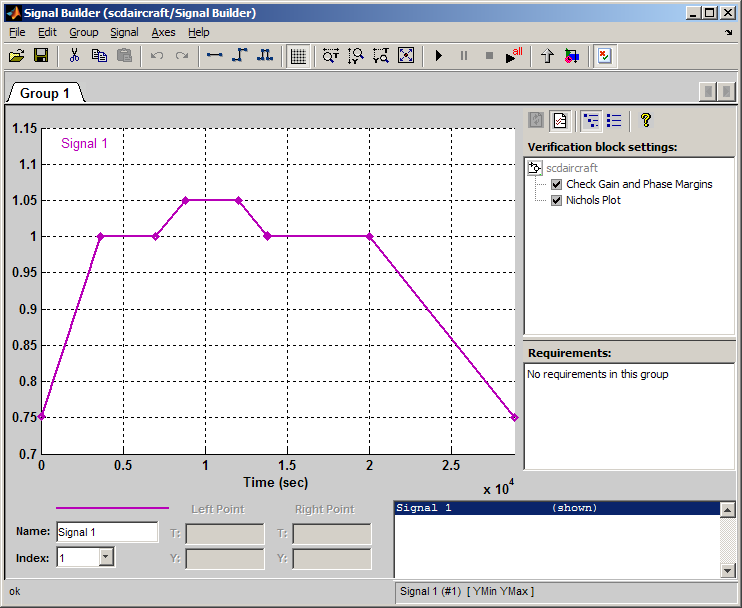 Signal Builder (scdaircraft/Signal Builder)
File Edit Group Signal Axes Help
all
Group 1
1.15
Signal 1
1.1
1.05
1
0.95
0.9
0.85
0.8
0.75
0.7
0 0.5 1 1.5 2 2.5
Time (sec)
x 10^4
?
Verification block settings:
scdaircraft
Check Gain and Phase Margins
Nichols Plot
Requirements:
No requirements in this group
Left Point Right Point
Name: Signal 1 T: T:
Index: 1 Y: Y:
Signal 1 (shown)
ok
Signal 1 (#1) [ YMin YMax ]